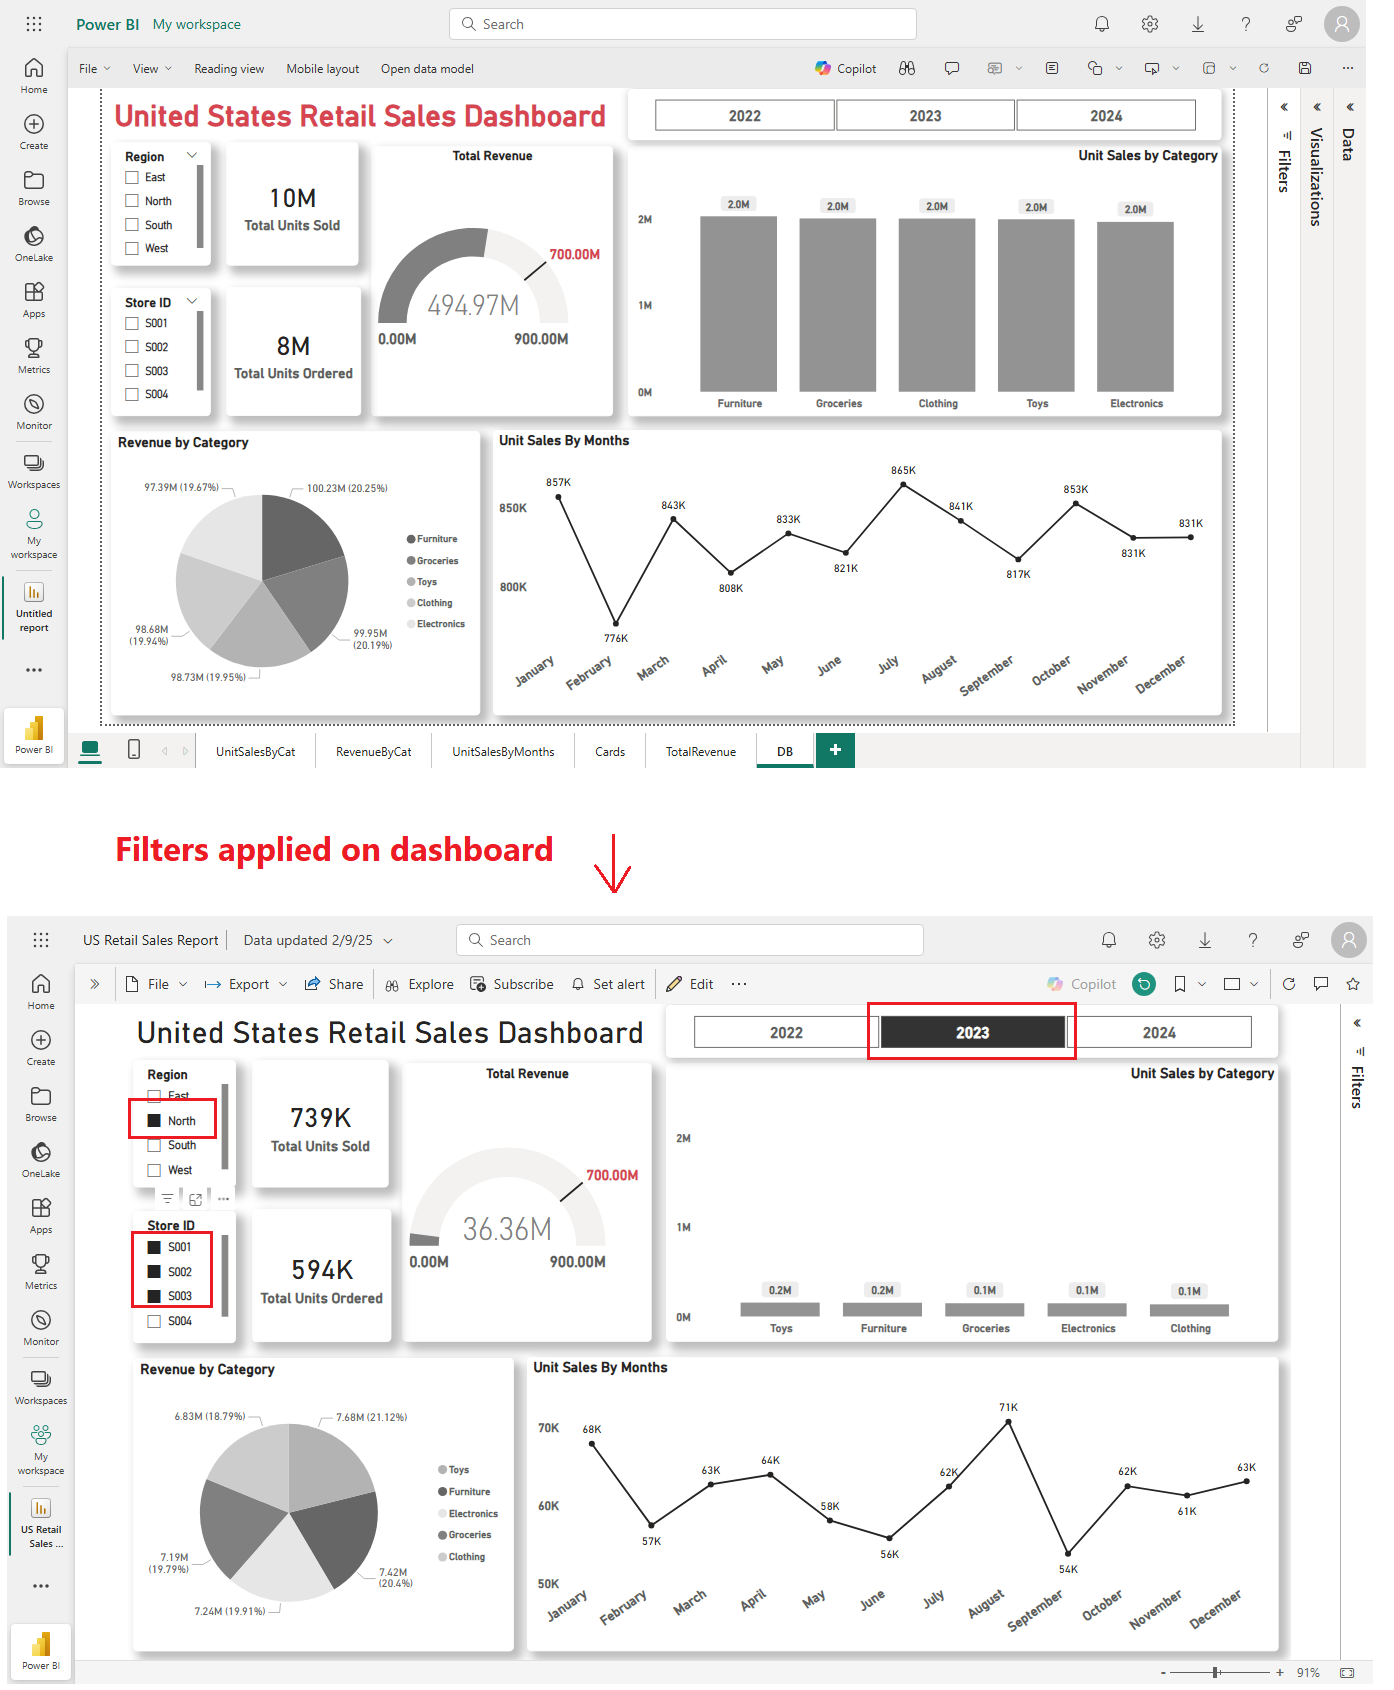 Power BI My workspace
Search
File View Reading view Mobile layout Open data model
Copilot
Home
Create
Browse
OneLake
Apps
Metrics
Monitor
Workspaces
My workspace
Untitled report
Power BI
United States Retail Sales Dashboard
2022 2023 2024
Region
East
North
South
West
10M
Total Units Sold
Store ID
S001
S002
S003
S004
8M
Total Units Ordered
Total Revenue
700.00M
494.97M
0.00M 900.00M
Unit Sales by Category
2M
1M
0M
2.0M 2.0M 2.0M 2.0M 2.0M
Furniture Groceries Clothing Toys Electronics
Revenue by Category
97.39M (19.67%)
100.23M (20.25%)
99.95M
(20.19%)
98.73M (19.95%)
98.68M
(19.94%)
Furniture
Groceries
Toys
Clothing
Electronics
Unit Sales By Months
850K
800K
857K 776K 843K 808K 833K 821K 865K 841K 817K 853K 831K 831K
January February March April May June July August September October November December
Filters
Visualizations
Data
UnitSalesByCat RevenueByCat UnitSalesByMonths Cards TotalRevenue DB +
Filters applied on dashboard
US Retail Sales Report Data updated 2/9/25
Search
File Export Share Explore Subscribe Set alert Edit
Copilot
Home
Create
Browse
OneLake
Apps
Metrics
Monitor
Workspaces
My workspace
US Retail Sales ...
Power BI
United States Retail Sales Dashboard
2022 2023 2024
Region
East
North
South
West
739K
Total Units Sold
Store ID
S001
S002
S003
S004
594K
Total Units Ordered
Total Revenue
700.00M
36.36M
0.00M 900.00M
Unit Sales by Category
2M
1M
0M
0.2M 0.2M 0.1M 0.1M 0.1M
Toys Furniture Groceries Electronics Clothing
Revenue by Category
6.83M (18.79%)
7.68M (21.12%)
7.42M
(20.4%)
7.24M (19.91%)
7.19M
(19.79%)
Toys
Furniture
Electronics
Groceries
Clothing
Unit Sales By Months
70K
60K
50K
68K 57K 63K 64K 58K 56K 62K 71K 54K 62K 61K 63K
January February March April May June July August September October November December
Filters
- + 91%